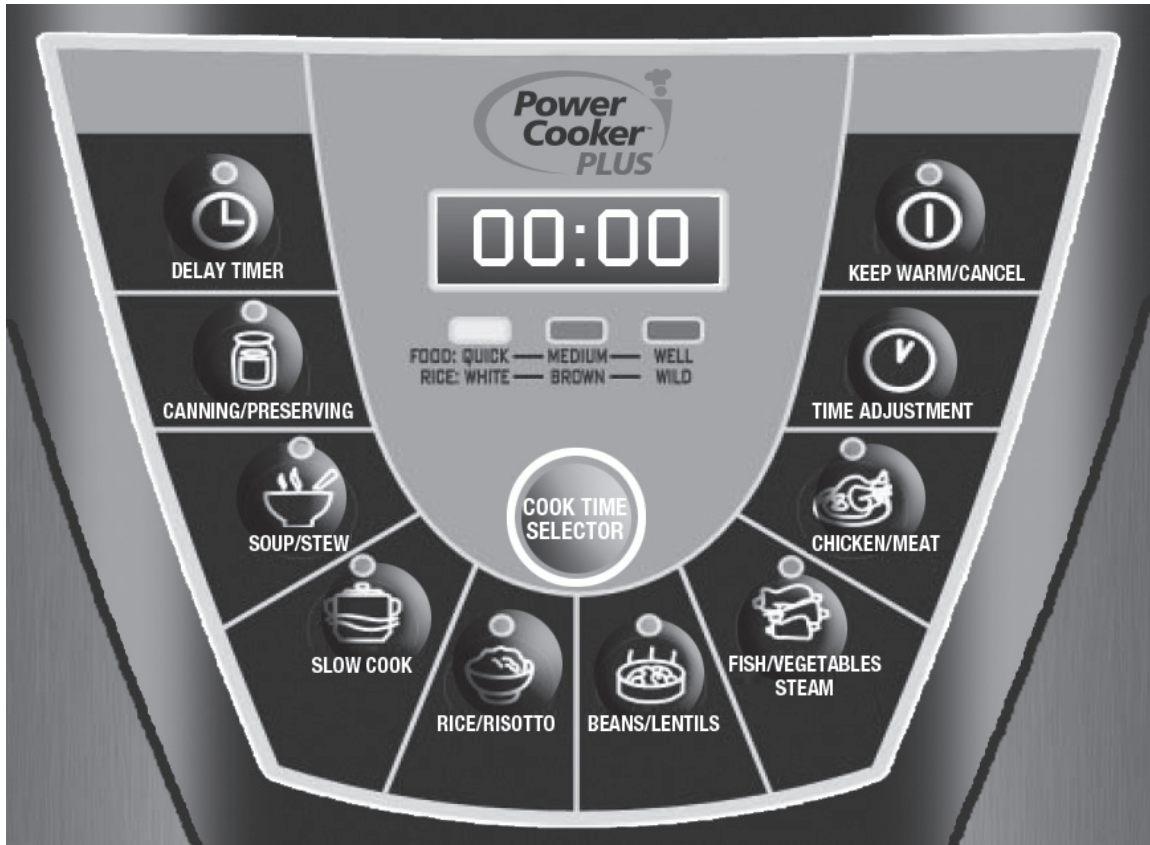 Power
Cooker™
PLUS
00:00
FOOD: QUICK — MEDIUM — WELL
RICE: WHITE — BROWN — WILD
COOK TIME
SELECTOR
DELAY TIMER
CANNING/PRESERVING
SOUP/STEW
SLOW COOK
RICE/RISOTTO
BEANS/LENTILS
FISH/VEGETABLES
STEAM
CHICKEN/MEAT
TIME ADJUSTMENT
KEEP WARM/CANCEL